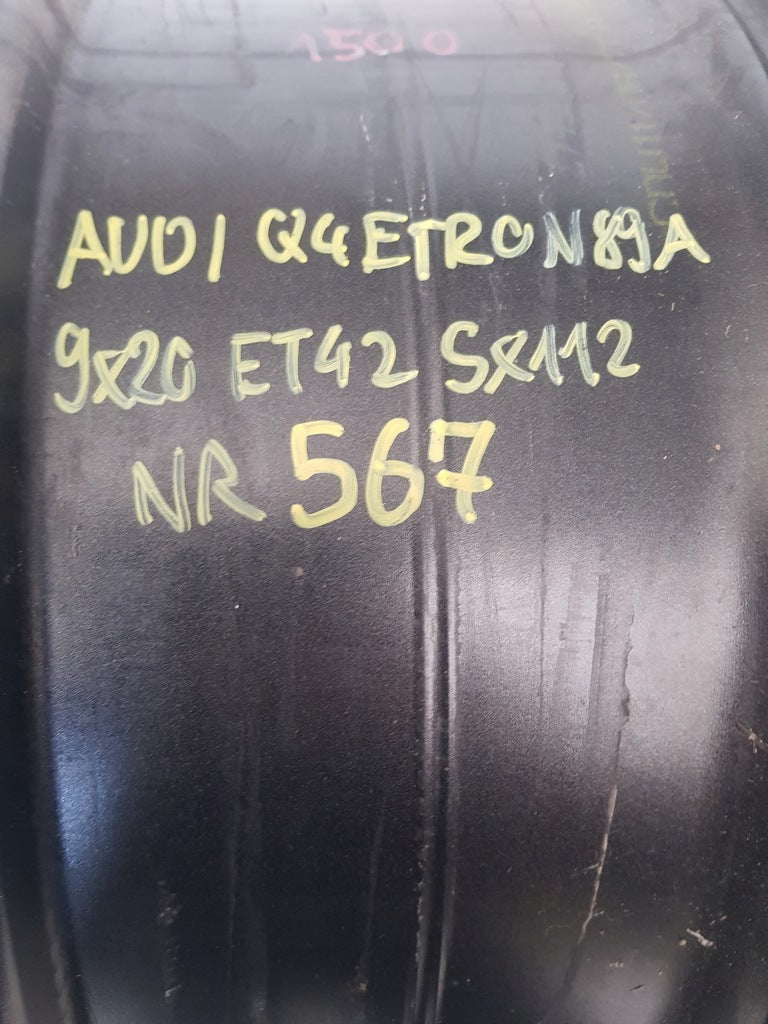 1500
AUDI Q4ETRON89A
9x20 ET42 5x112
NR 567